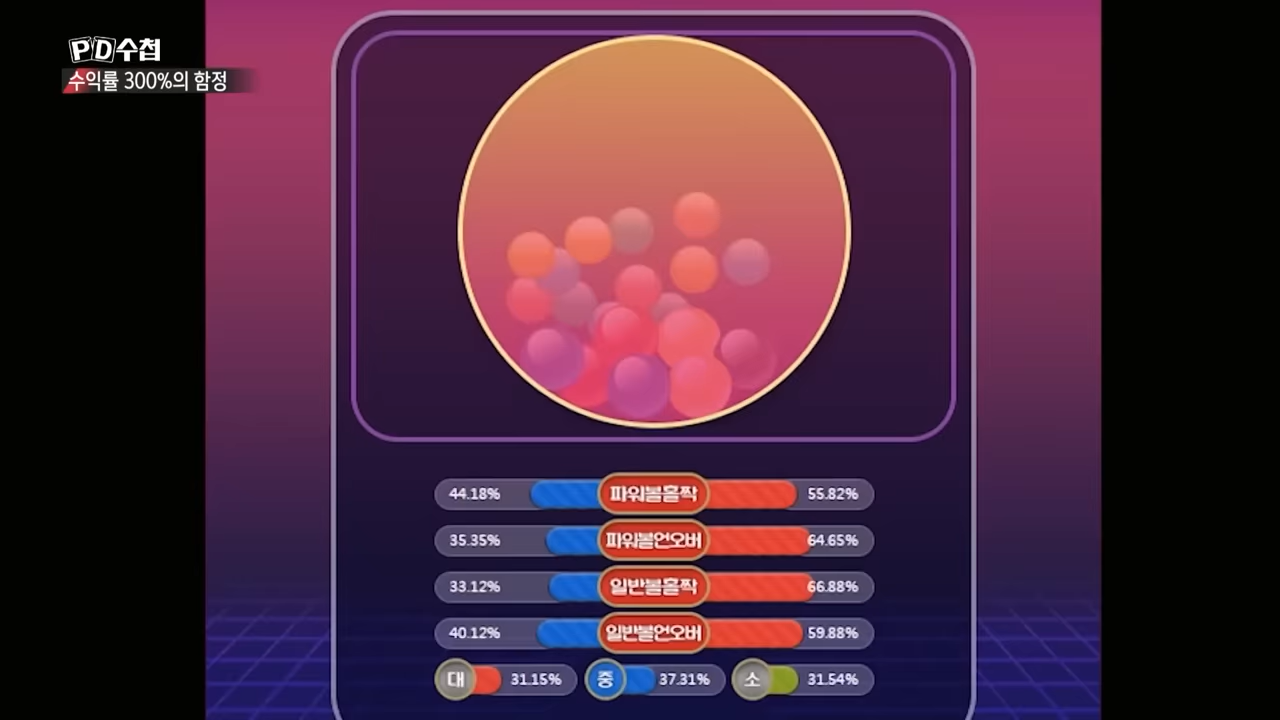 PD수첩
수익률 300%의 함정
44.18% 파워볼홀짝 55.82%
35.35% 파워볼언오버 64.65%
33.12% 일반볼홀짝 66.88%
40.12% 일반볼언오버 59.88%
대 31.15% 중 37.31% 소 31.54%